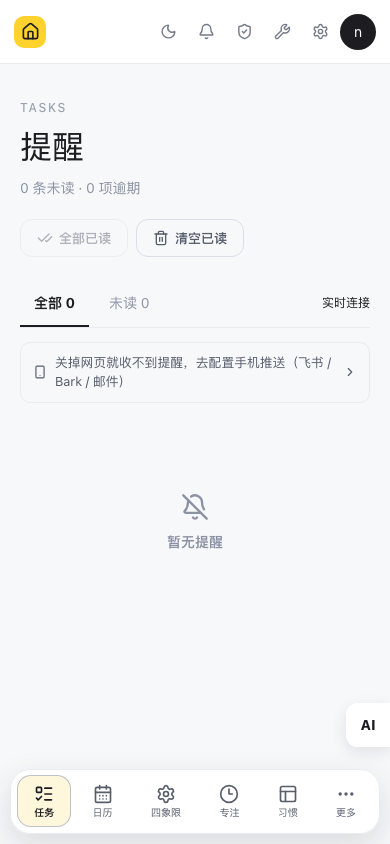 n
TASKS
提醒
0 条未读 · 0 项逾期
全部已读 清空已读
全部 0 未读 0 实时连接
关掉网页就收不到提醒，去配置手机推送（飞书 /
Bark / 邮件）
暂无提醒
AI
任务 日历 四象限 专注 习惯 更多